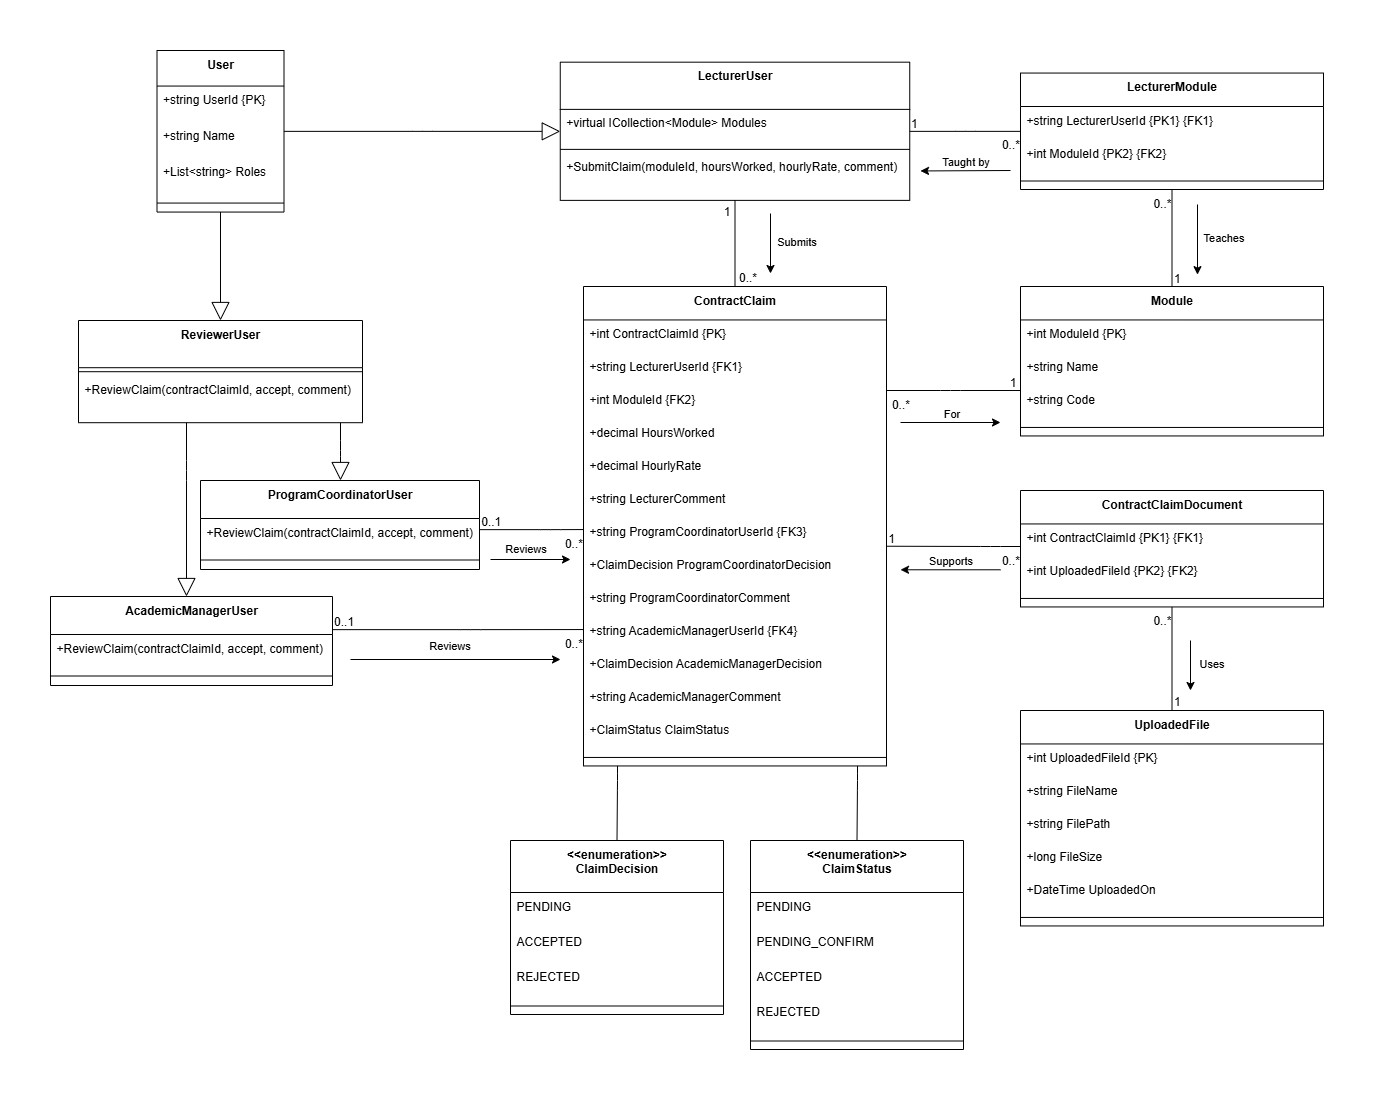 User
+string UserId {PK}
+string Name
+List<string> Roles
LecturerUser
+virtual ICollection<Module> Modules
+SubmitClaim(moduleId, hoursWorked, hourlyRate, comment)
1
0..*
Taught by
LecturerModule
+string LecturerUserId {PK1} {FK1}
+int ModuleId {PK2} {FK2}
1
Submits
0..*
0..*
Teaches
1
ReviewerUser
+ReviewClaim(contractClaimId, accept, comment)
ContractClaim
+int ContractClaimId {PK}
+string LecturerUserId {FK1}
+int ModuleId {FK2}
+decimal HoursWorked
+decimal HourlyRate
+string LecturerComment
+string ProgramCoordinatorUserId {FK3}
+ClaimDecision ProgramCoordinatorDecision
+string ProgramCoordinatorComment
+string AcademicManagerUserId {FK4}
+ClaimDecision AcademicManagerDecision
+string AcademicManagerComment
+ClaimStatus ClaimStatus
1
0..*
For
Module
+int ModuleId {PK}
+string Name
+string Code
ProgramCoordinatorUser
+ReviewClaim(contractClaimId, accept, comment)
0..1
0..*
Reviews
AcademicManagerUser
+ReviewClaim(contractClaimId, accept, comment)
0..1
0..*
Reviews
1
0..*
Supports
ContractClaimDocument
+int ContractClaimId {PK1} {FK1}
+int UploadedFileId {PK2} {FK2}
0..*
Uses
1
UploadedFile
+int UploadedFileId {PK}
+string FileName
+string FilePath
+long FileSize
+DateTime UploadedOn
<<enumeration>>
ClaimDecision
PENDING
ACCEPTED
REJECTED
<<enumeration>>
ClaimStatus
PENDING
PENDING_CONFIRM
ACCEPTED
REJECTED